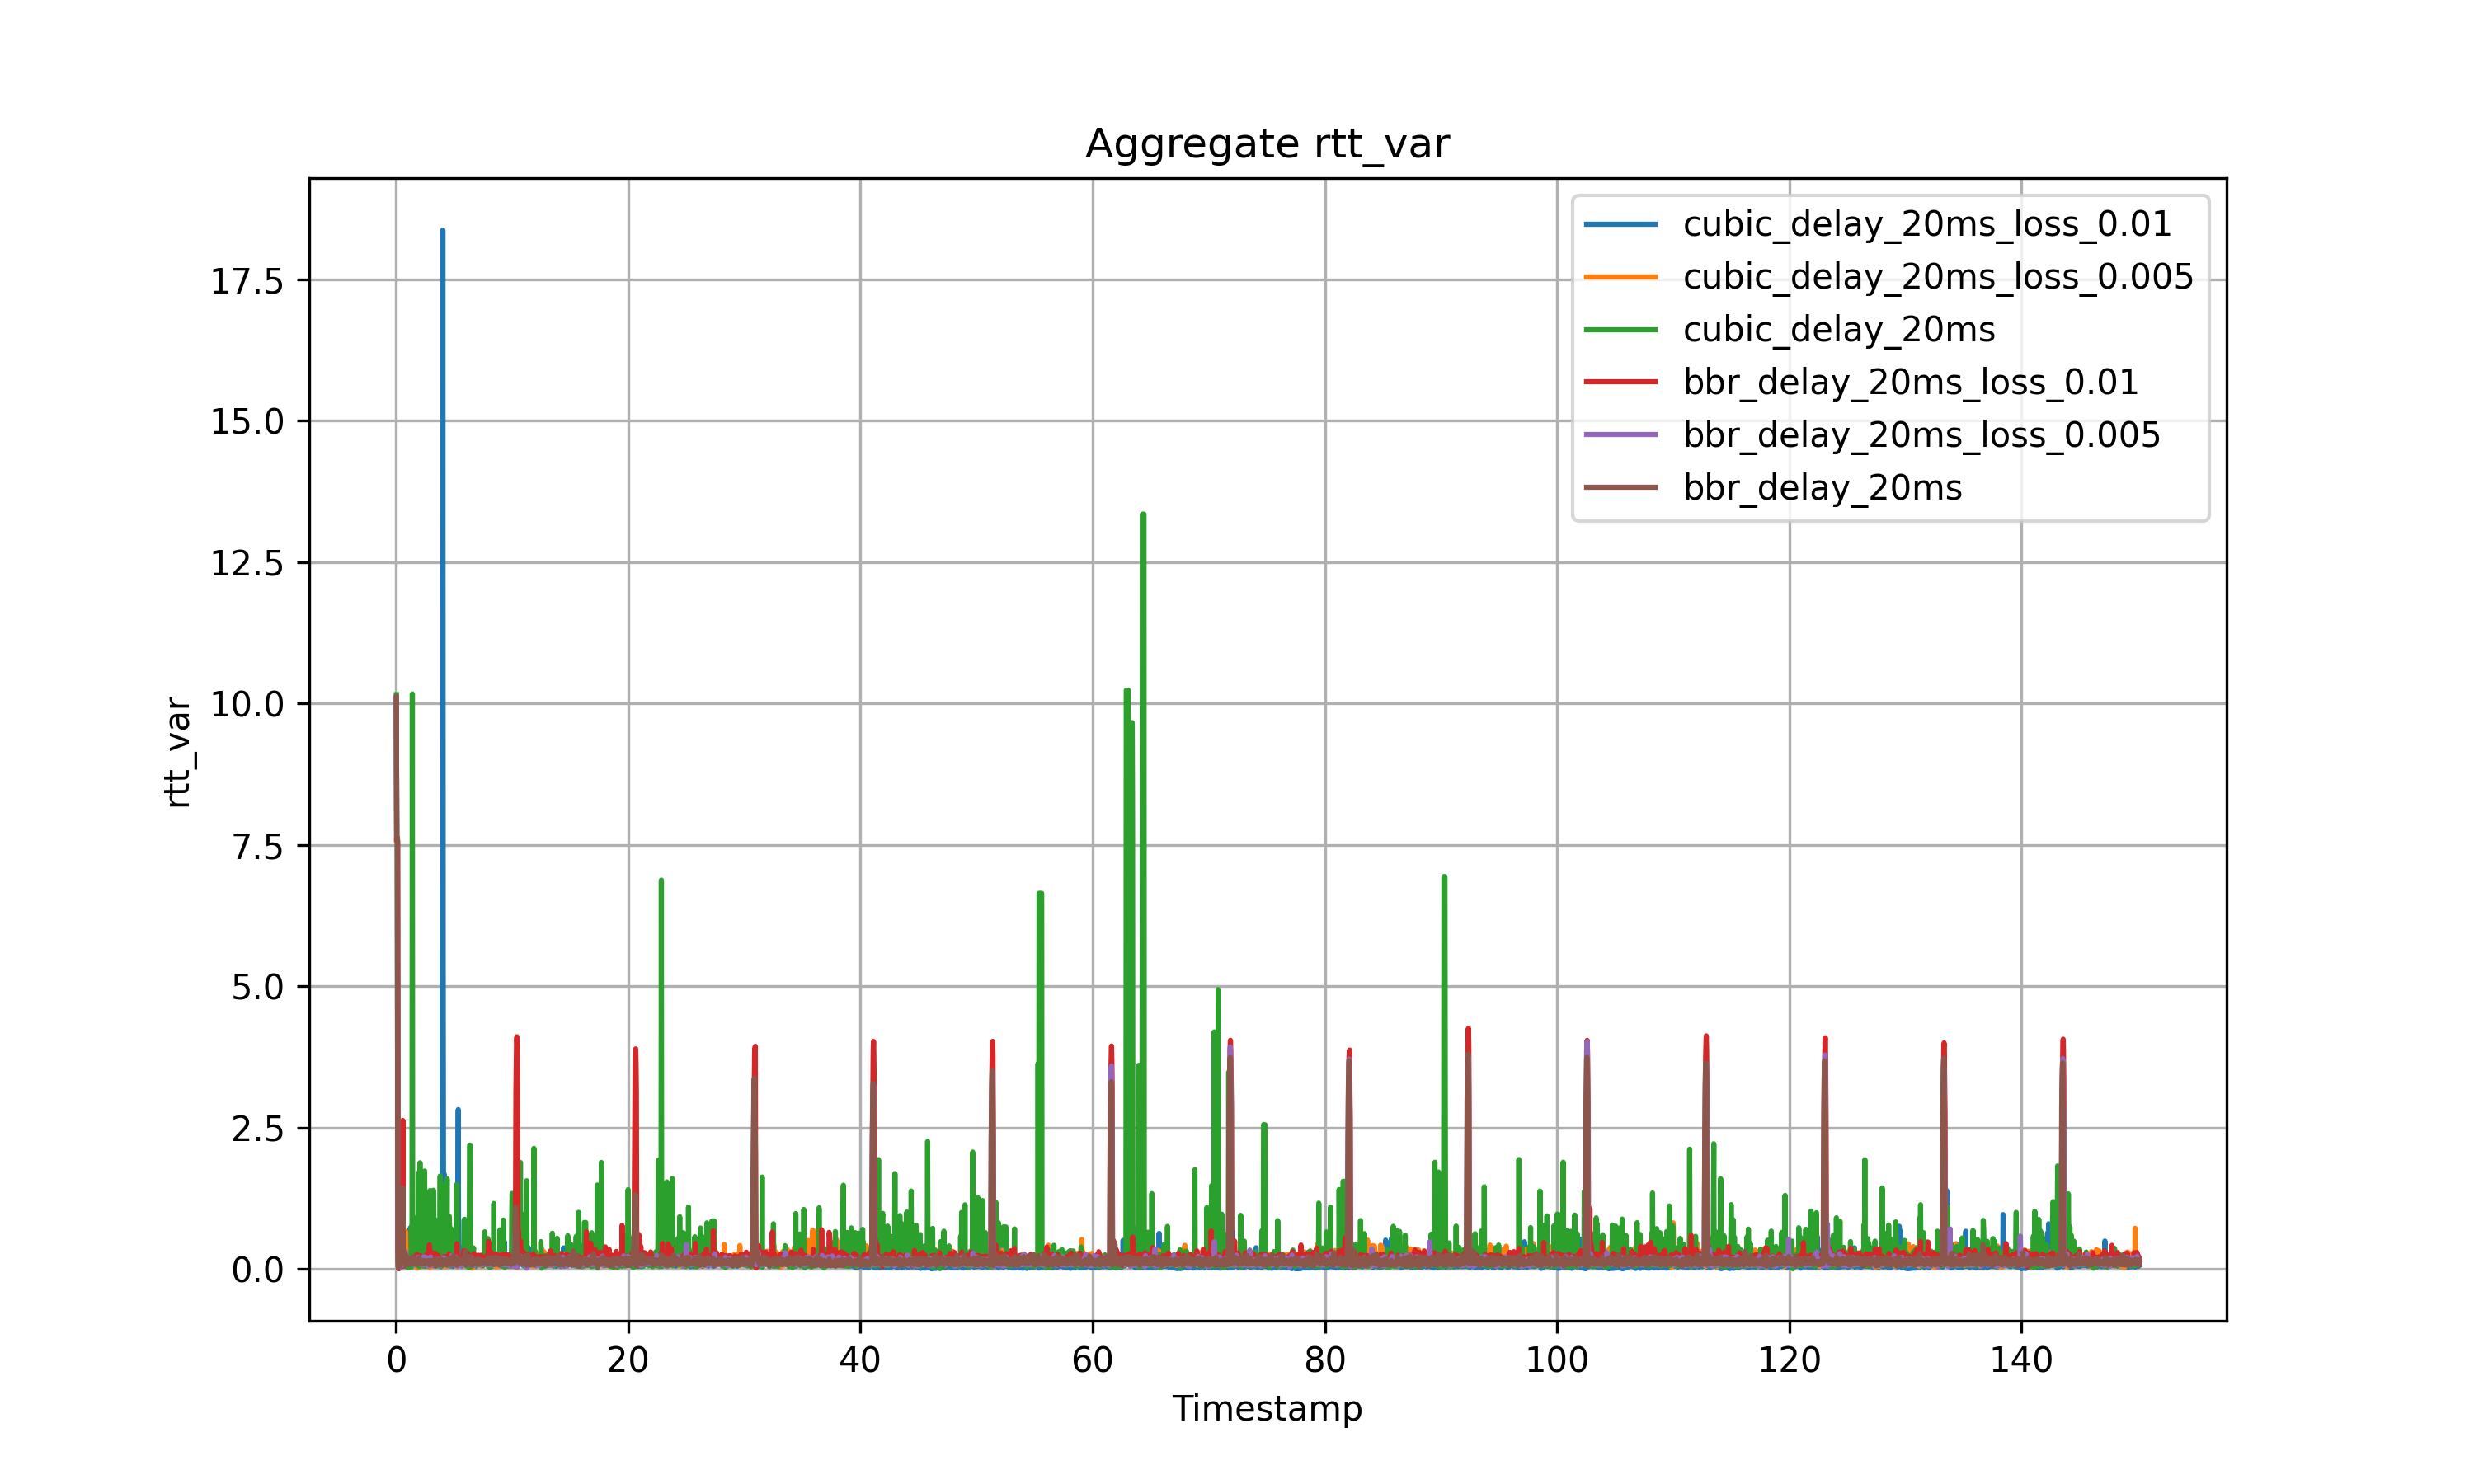 Aggregate rtt_var
cubic_delay_20ms_loss_0.01
cubic_delay_20ms_loss_0.005
cubic_delay_20ms
bbr_delay_20ms_loss_0.01
bbr_delay_20ms_loss_0.005
bbr_delay_20ms
17.5
15.0
12.5
10.0
7.5
5.0
2.5
0.0
rtt_var
0 20 40 60 80 100 120 140
Timestamp